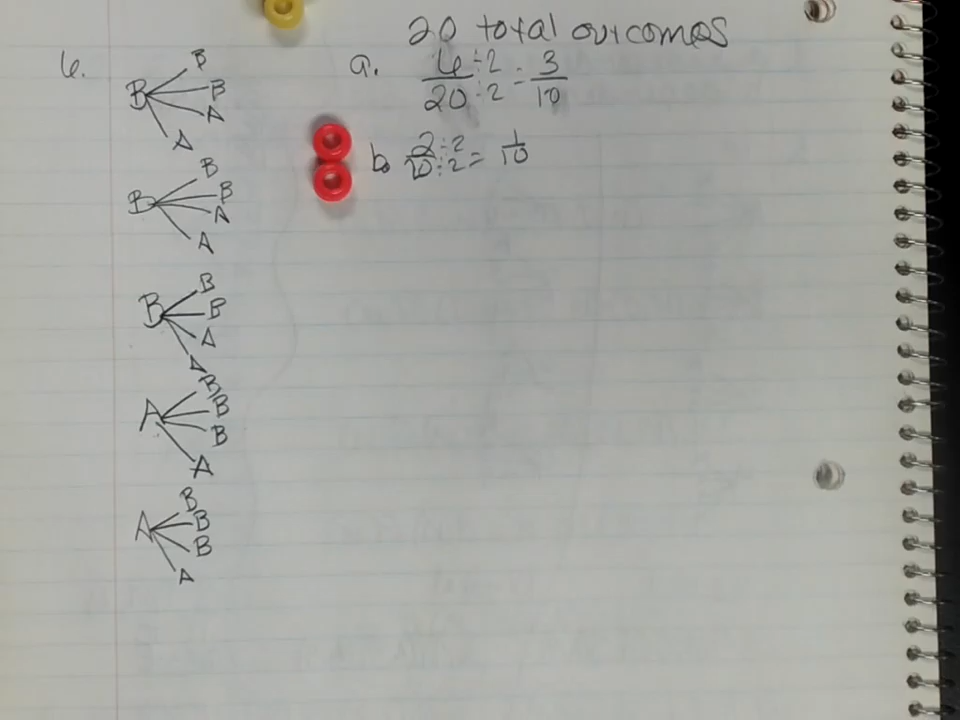 20 total outcomes
6.
B B B A A
a. 6÷2/20÷2 = 3/10
b. 2÷2/20÷2 = 1/10
B B B A A
B B B A A
A B B B A
A B B B A